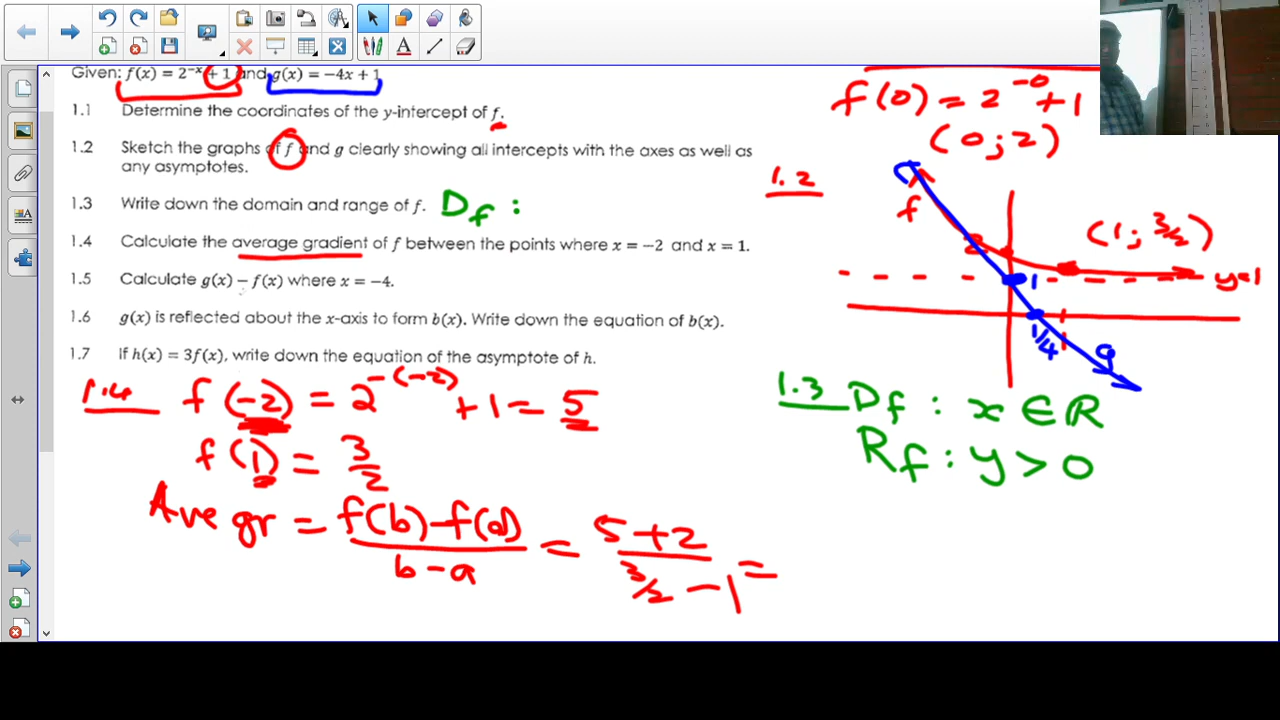 Given: f(x) = 2⁻ˣ + 1 and g(x) = −4x + 1
1.1 Determine the coordinates of the y-intercept of f.
1.2 Sketch the graphs of f and g clearly showing all intercepts with the axes as well as
any asymptotes.
1.3 Write down the domain and range of f. Df :
1.4 Calculate the average gradient of f between the points where x = −2 and x = 1.
1.5 Calculate g(x) − f(x) where x = −4.
1.6 g(x) is reflected about the x-axis to form b(x). Write down the equation of b(x).
1.7 If h(x) = 3f(x), write down the equation of the asymptote of h.
1.4 f(-2) = 2^-(-2) + 1 = 5
f(1) = 3/2
Ave gr = f(b)-f(a) / b-a = 5+2 / 3/2 - 1 =
f(0) = 2^-0 + 1
(0;2)
1.2
f
(1; 3/2)
y=1
1
1/4
g
1.3 Df : x ∈ R
Rf : y > 0